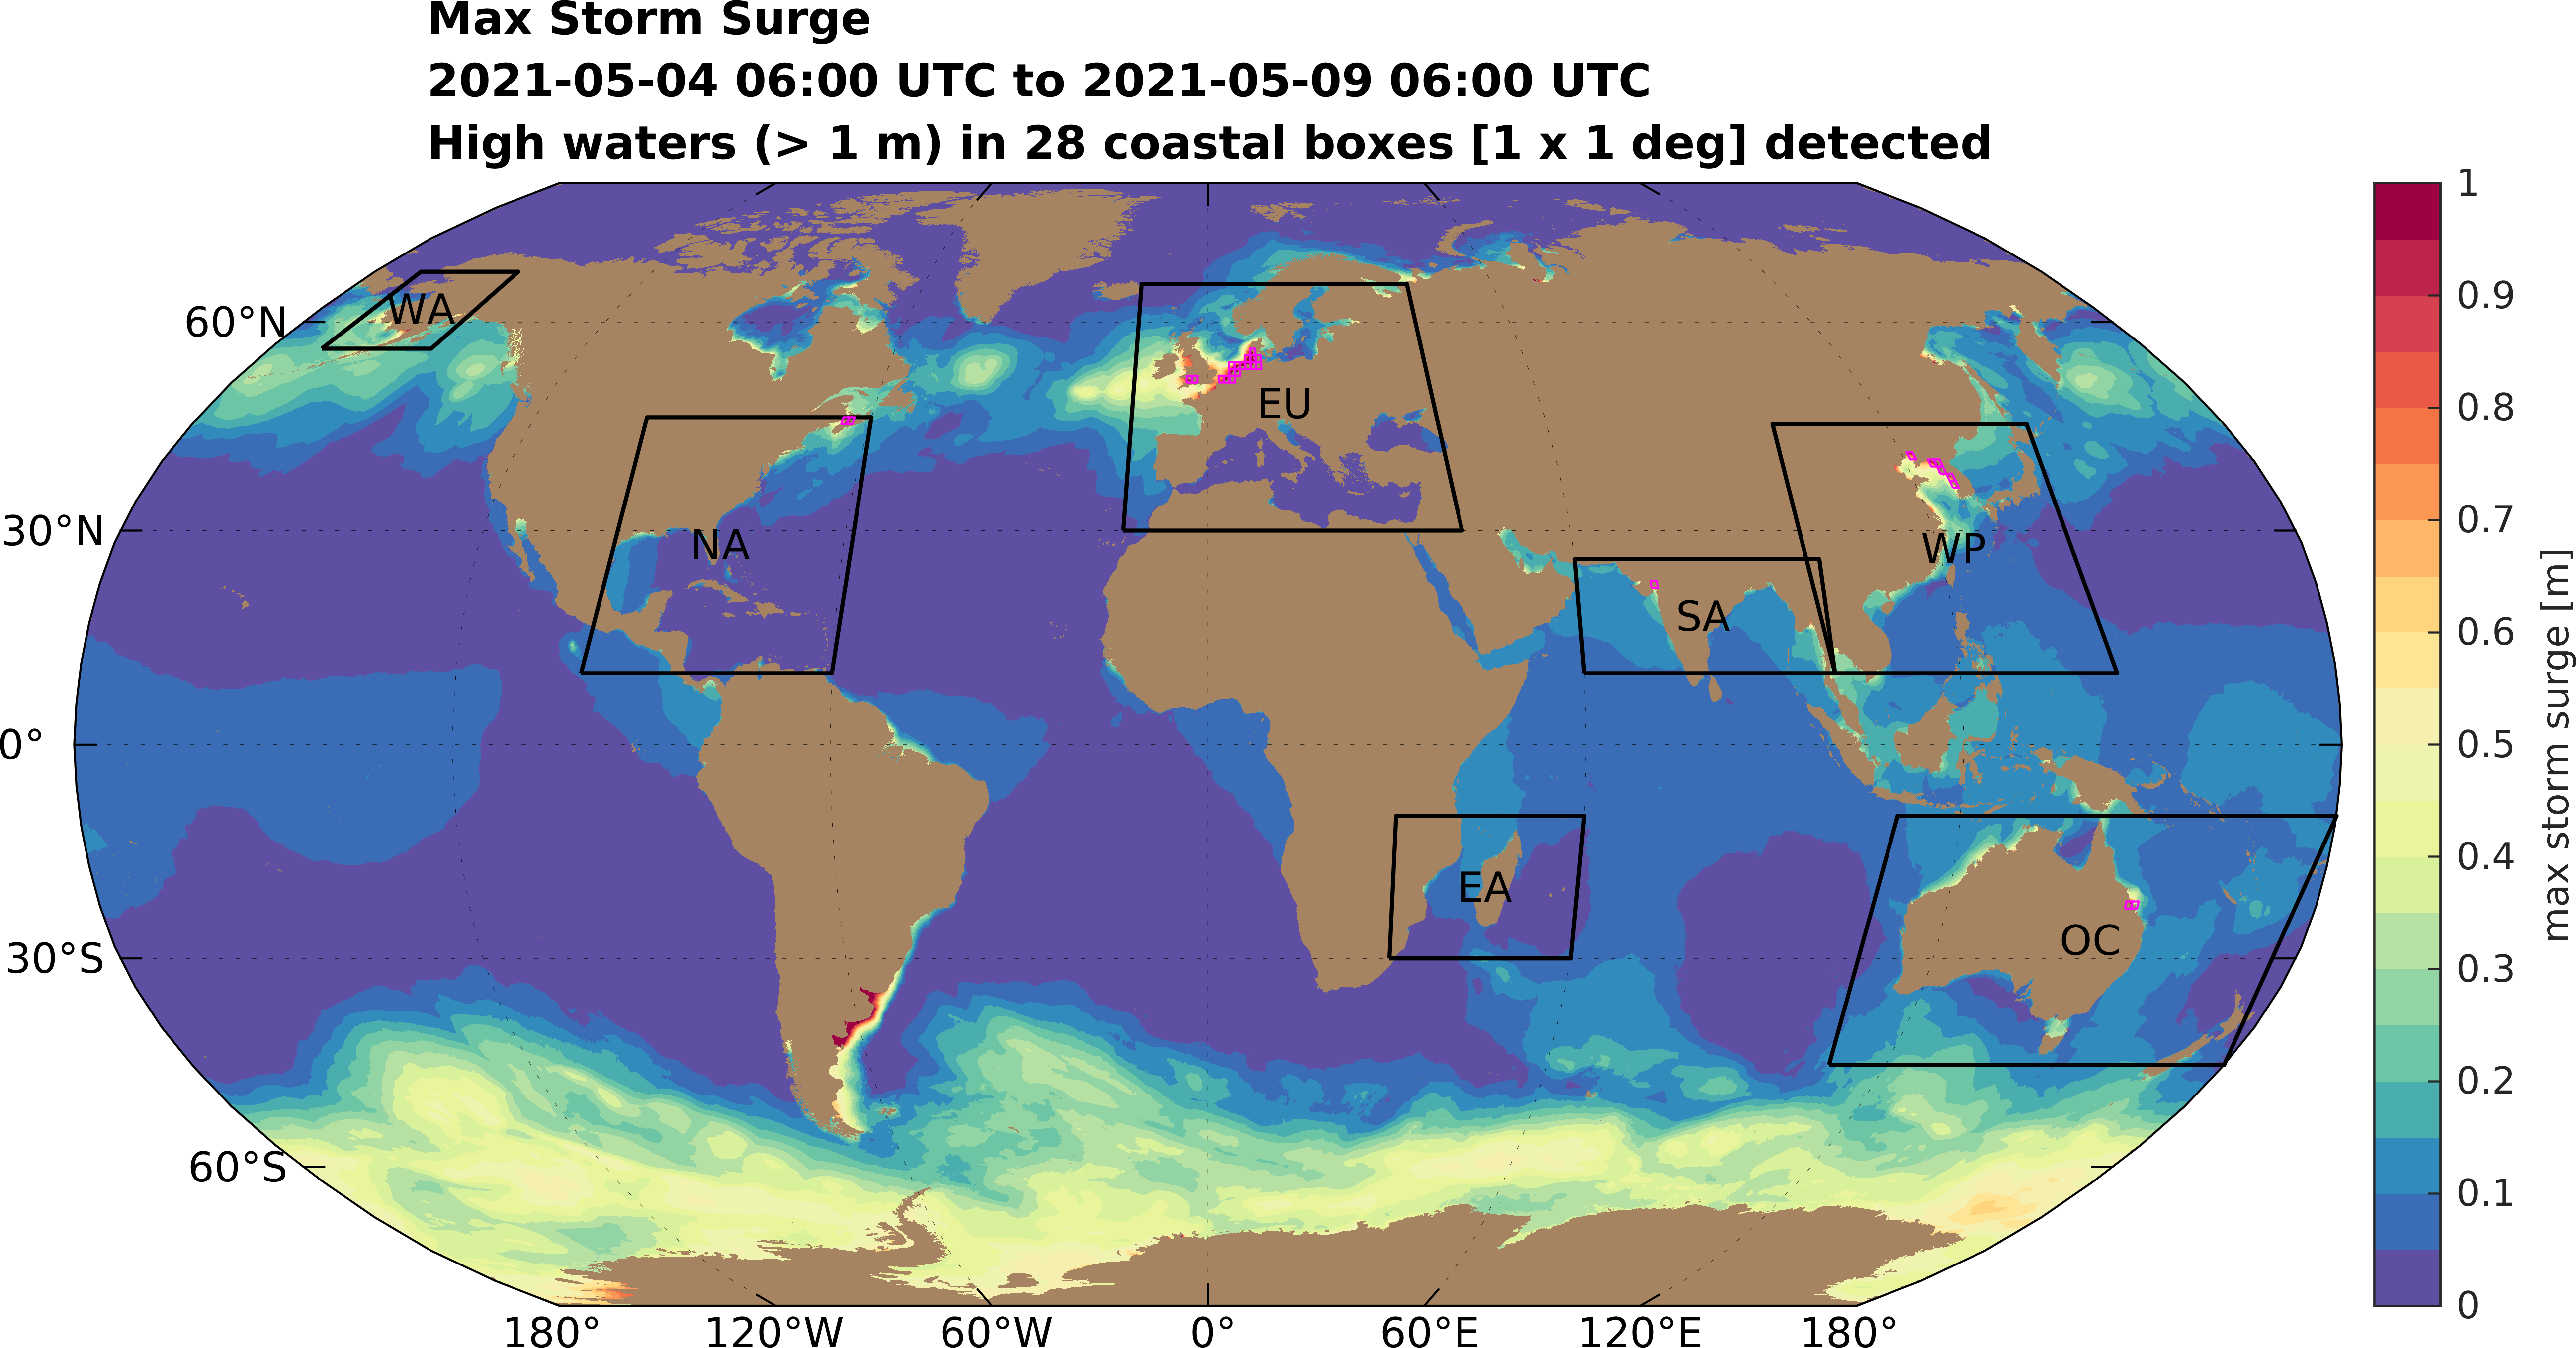 Max Storm Surge
2021-05-04 06:00 UTC to 2021-05-09 06:00 UTC
High waters (> 1 m) in 28 coastal boxes [1 x 1 deg] detected
60°N
30°N
0°
30°S
60°S
WA
NA
EU
SA
WP
EA
OC
180°
120°W
60°W
0°
60°E
120°E
180°
1
0.9
0.8
0.7
0.6
0.5
0.4
0.3
0.2
0.1
0
max storm surge [m]